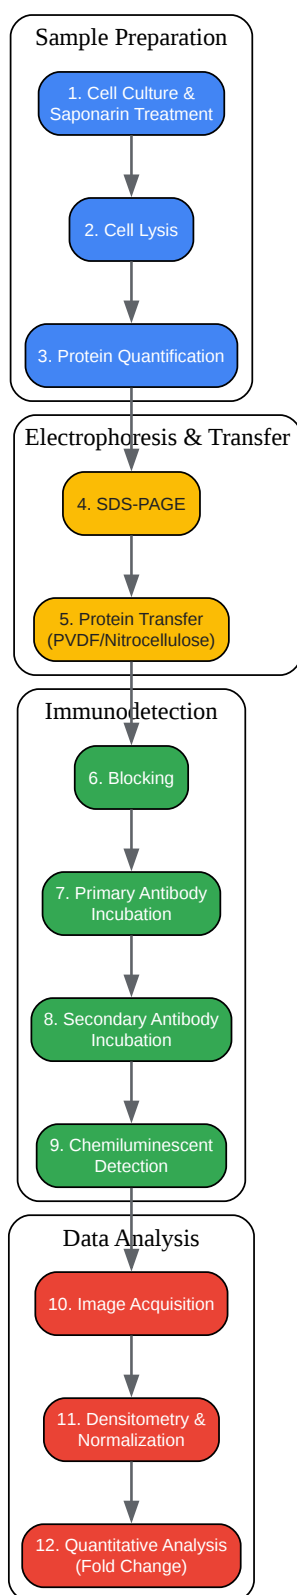 Sample Preparation
1. Cell Culture &
Saponarin Treatment
2. Cell Lysis
3. Protein Quantification
Electrophoresis & Transfer
4. SDS-PAGE
5. Protein Transfer
(PVDF/Nitrocellulose)
Immunodetection
6. Blocking
7. Primary Antibody
Incubation
8. Secondary Antibody
Incubation
9. Chemiluminescent
Detection
Data Analysis
10. Image Acquisition
11. Densitometry &
Normalization
12. Quantitative Analysis
(Fold Change)